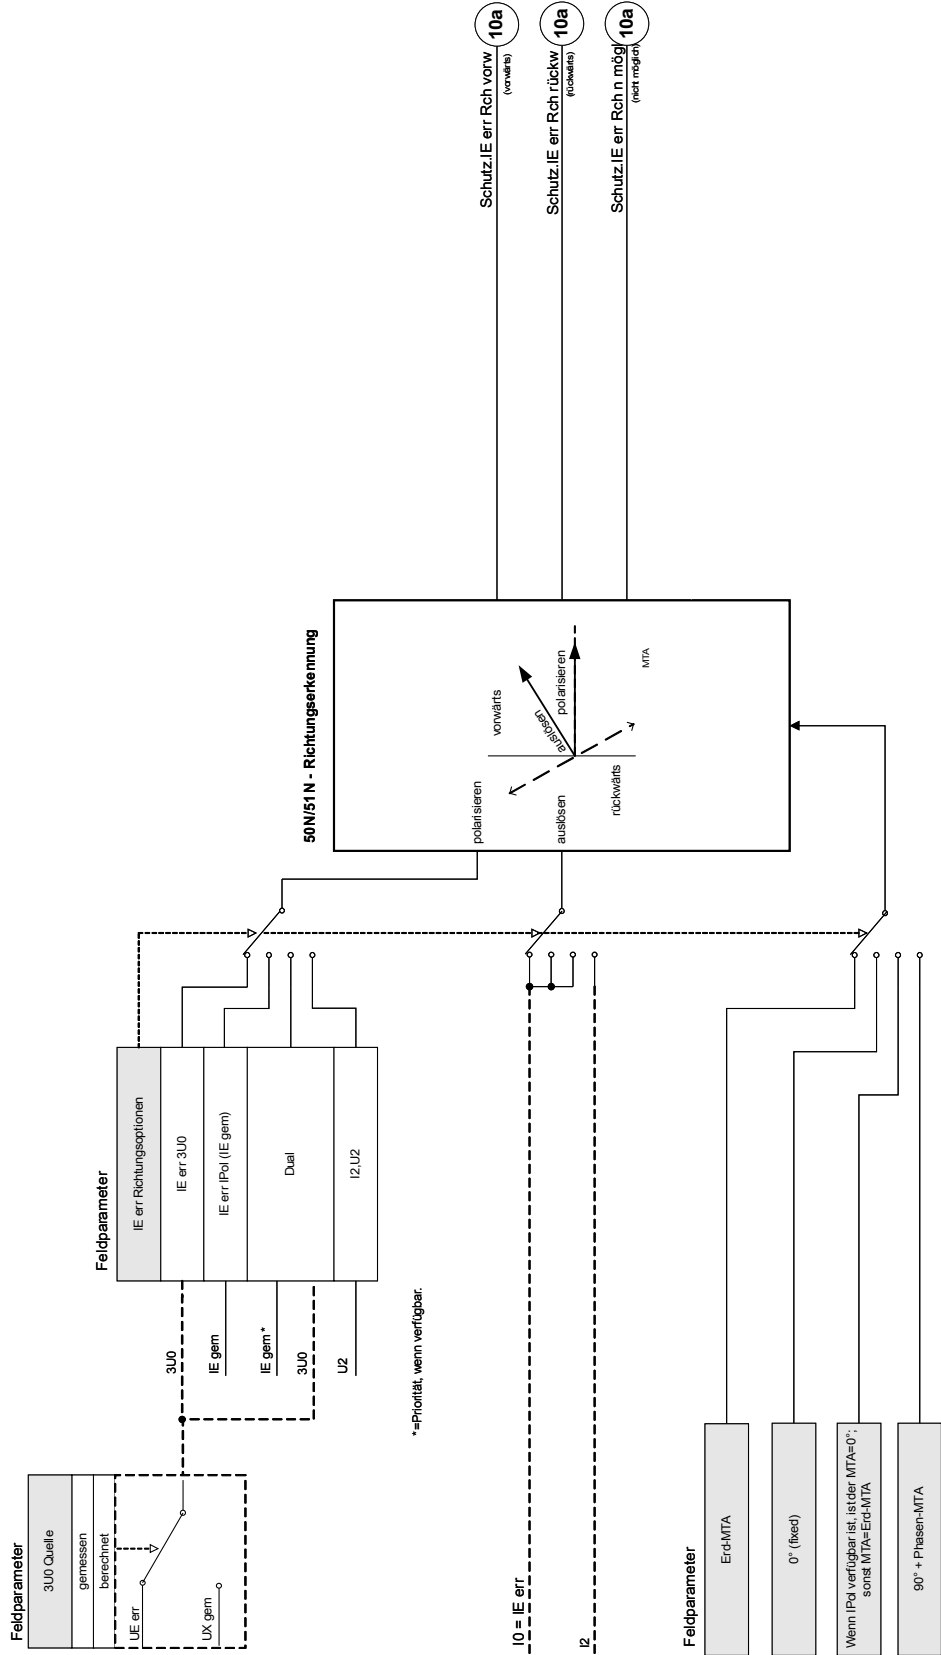 Feldparameter
3U0 Quelle
gemessen
berechnet
UE err
UX gem
Feldparameter
IE err Richtungsoptionen
IE err 3U0
IE err IPol (IE gem)
Dual
I2,U2
3U0
IE gem
IE gem *
3U0
U2
*=Priorität, wenn verfügbar.
50N/51N - Richtungserkennung
polarisieren
auslösen
vorwärts
auslösen
polarisieren
MTA
rückwärts
Schutz.IE err Rch vorw
(vorwärts)
10a
Schutz.IE err Rch rückw
(rückwärts)
10a
Schutz.IE err Rch n mögl
(nicht möglich)
10a
I0 = IE err
I2
Feldparameter
Erd-MTA
0° (fixed)
Wenn IPol verfügbar ist, ist der MTA=0°;
sonst MTA=Erd-MTA
90° + Phasen-MTA